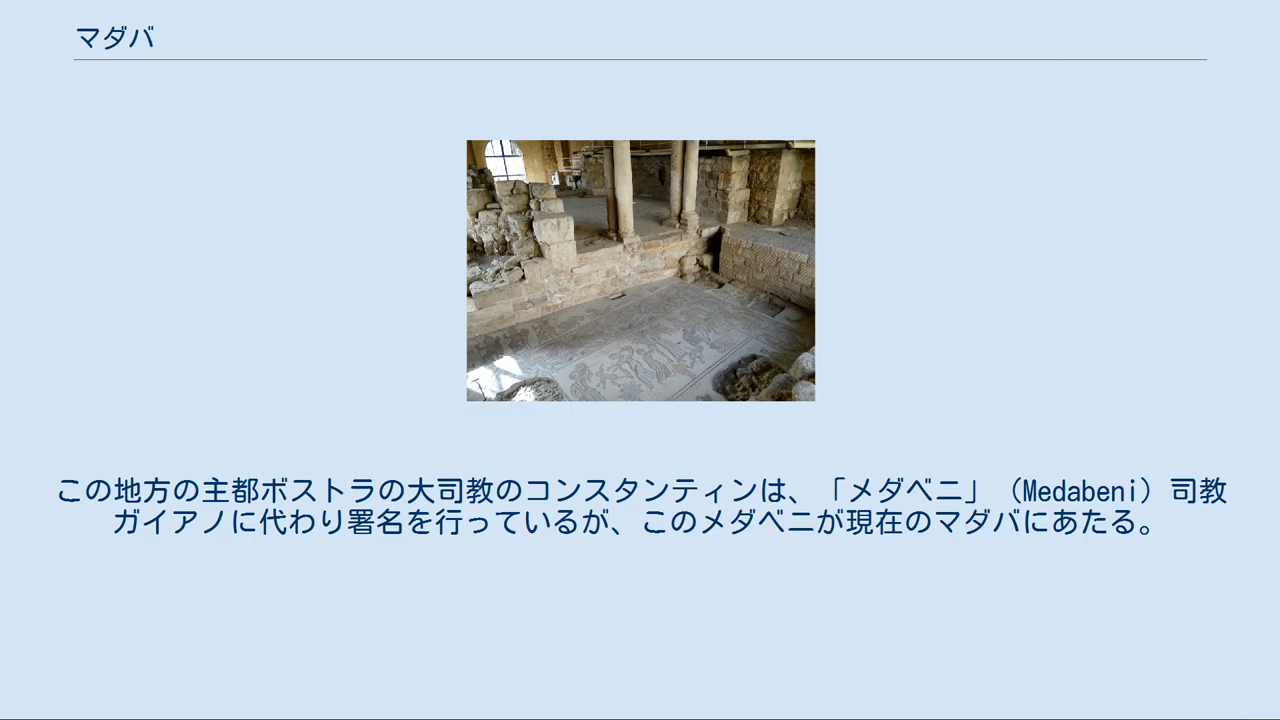 マダバ
この地方の主都ボストラの大司教のコンスタンティンは、「メダベニ」（Medabeni）司教
ガイアノに代わり署名を行っているが、このメダベニが現在のマダバにあたる。